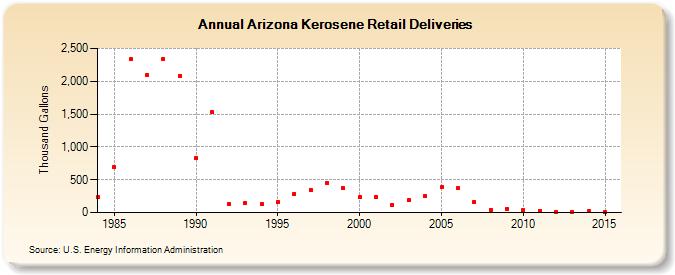 Annual Arizona Kerosene Retail Deliveries
Thousand Gallons
2,500
2,000
1,500
1,000
500
0
1985 1990 1995 2000 2005 2010 2015
Source: U.S. Energy Information Administration